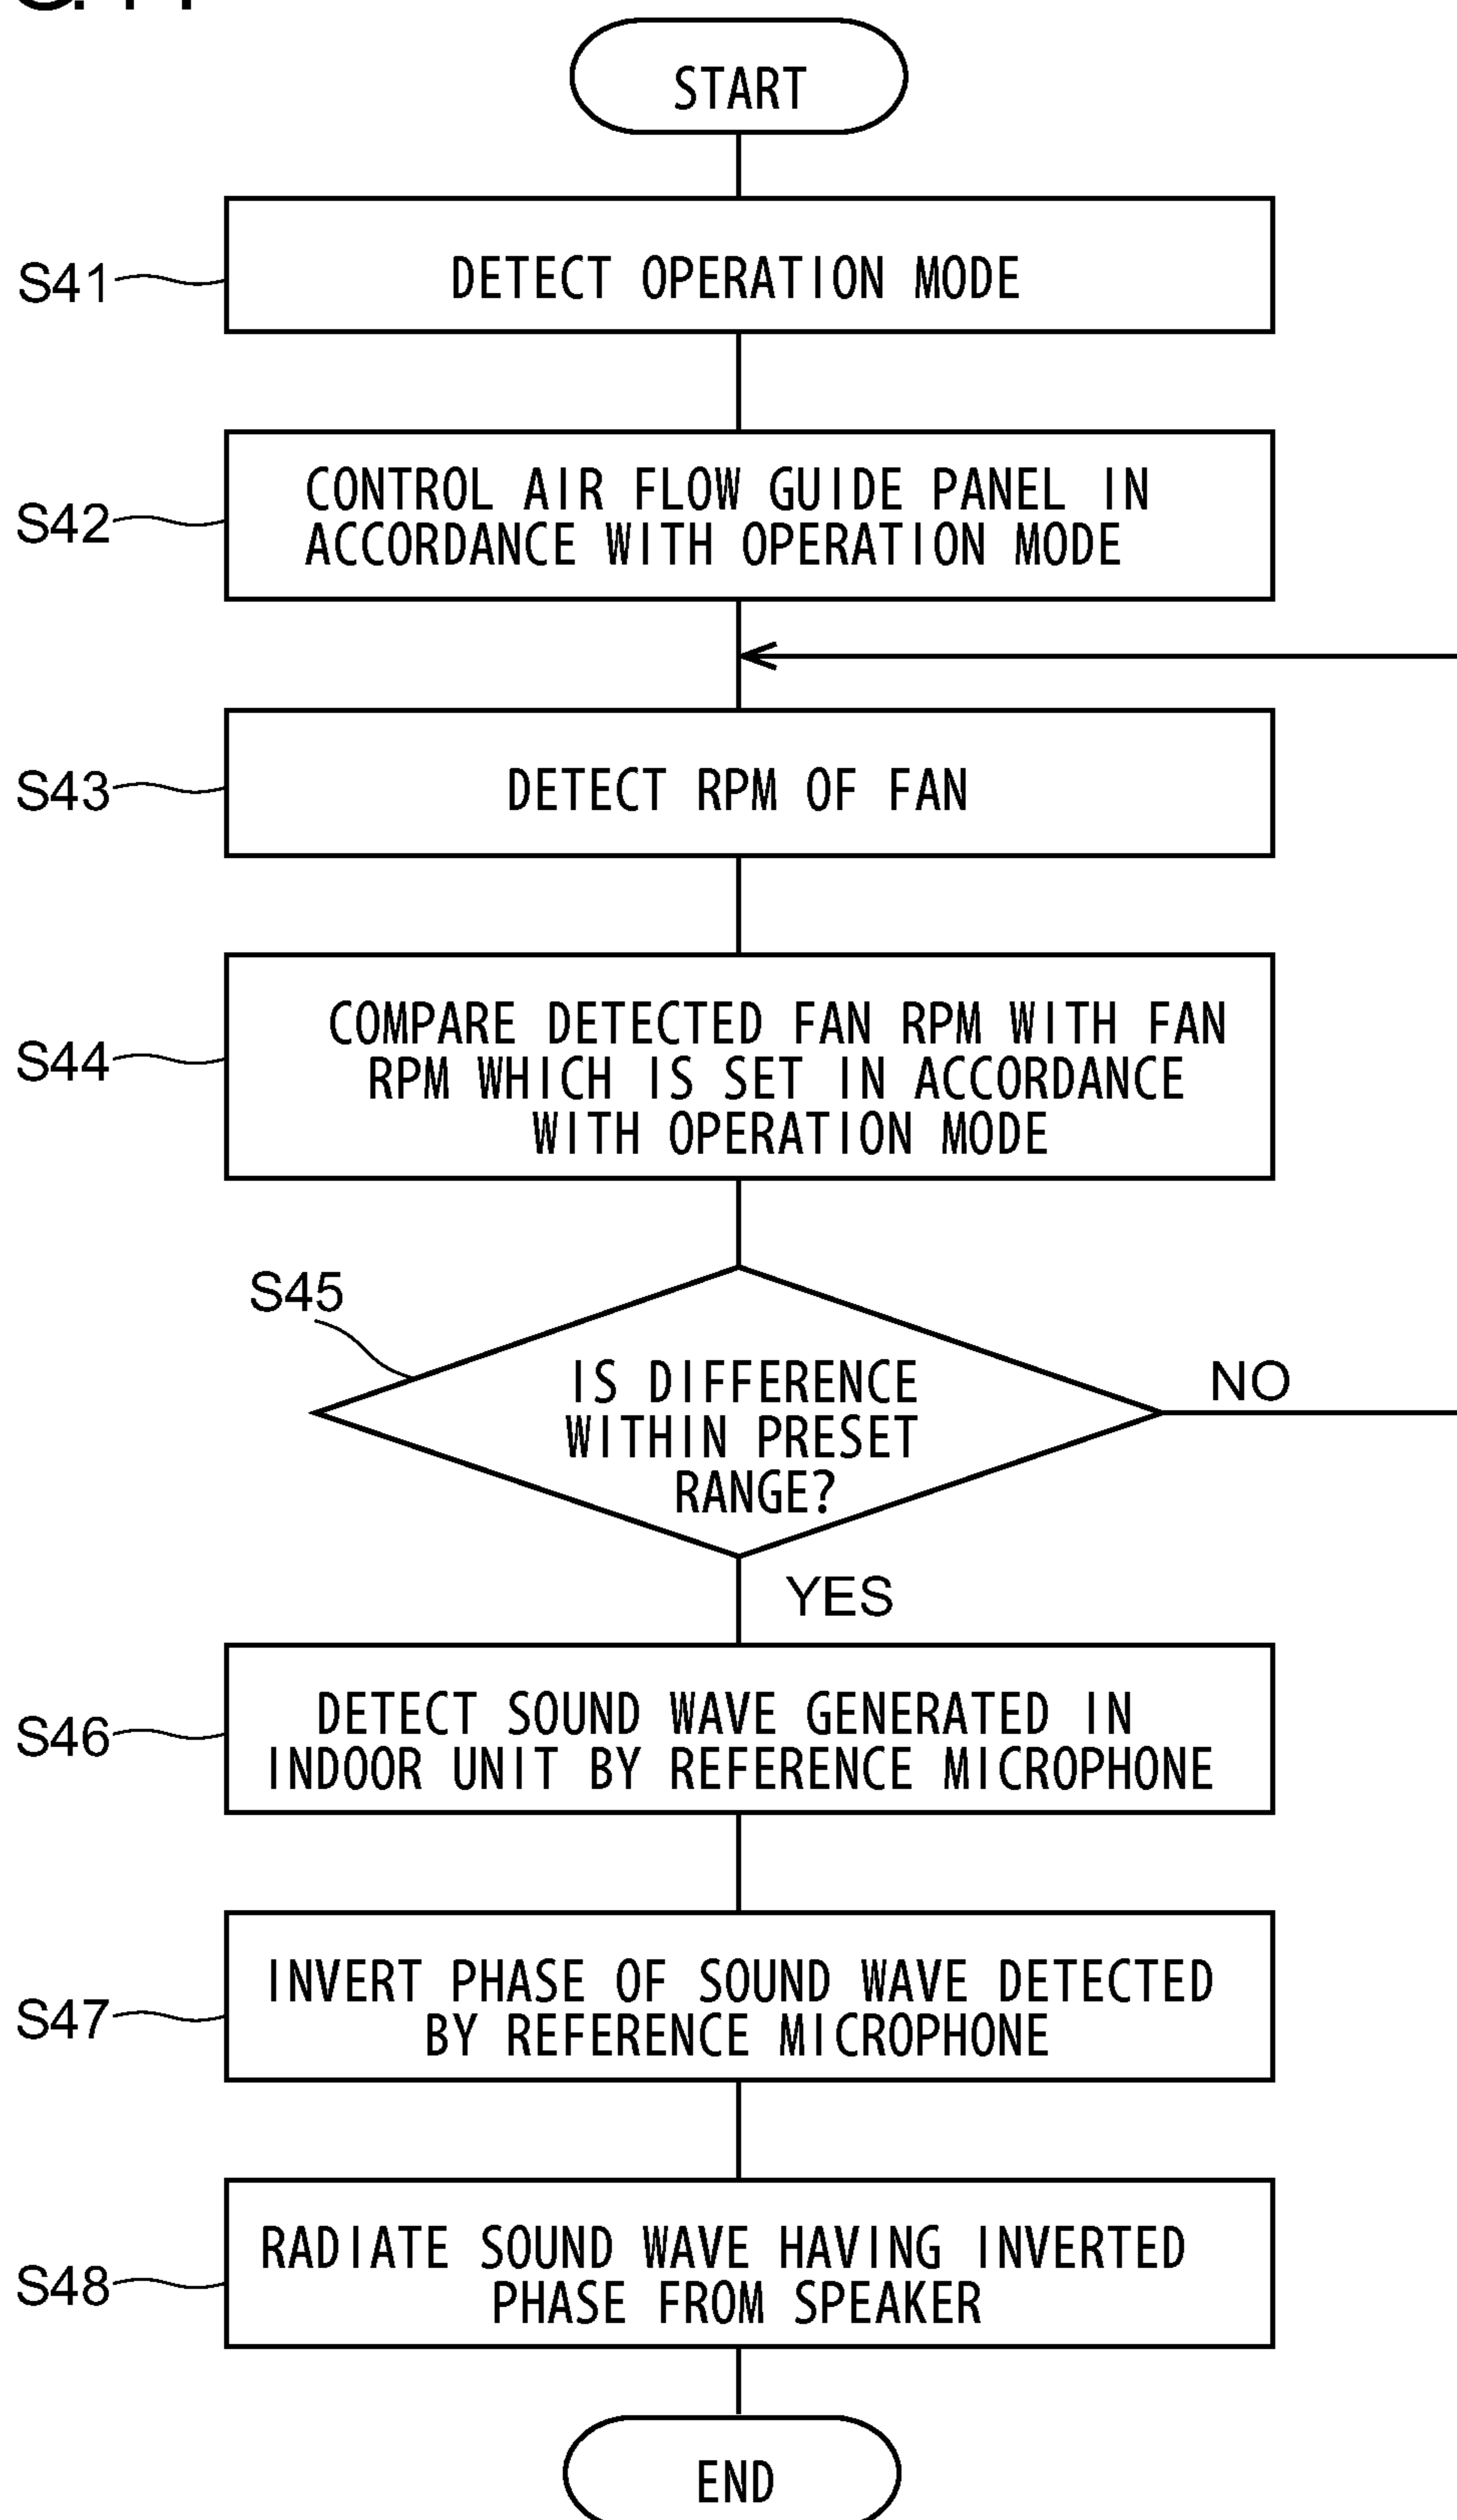 START
S41
DETECT OPERATION MODE
S42
CONTROL AIR FLOW GUIDE PANEL IN
ACCORDANCE WITH OPERATION MODE
S43
DETECT RPM OF FAN
S44
COMPARE DETECTED FAN RPM WITH FAN
RPM WHICH IS SET IN ACCORDANCE
WITH OPERATION MODE
S45
IS DIFFERENCE
WITHIN PRESET
RANGE?
NO
YES
S46
DETECT SOUND WAVE GENERATED IN
INDOOR UNIT BY REFERENCE MICROPHONE
S47
INVERT PHASE OF SOUND WAVE DETECTED
BY REFERENCE MICROPHONE
S48
RADIATE SOUND WAVE HAVING INVERTED
PHASE FROM SPEAKER
END